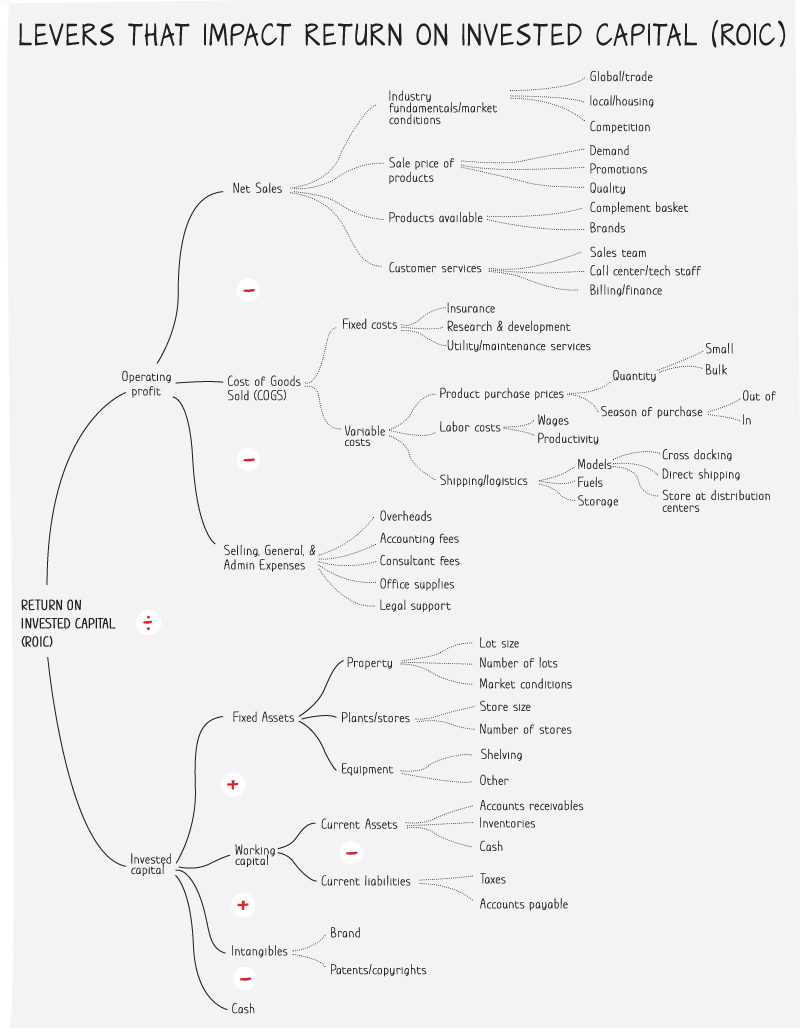 LEVERS THAT IMPACT RETURN ON INVESTED CAPITAL (ROIC)
Global/trade
Industry
fundamentals/market
conditions
local/housing
Competition
Demand
Sale price of
products
Promotions
Quality
Net Sales
Complement basket
Products available
Brands
Sales team
Customer services
Call center/tech staff
Billing/finance
−
Insurance
Fixed costs
Research & development
Utility/maintenance services
Small
Bulk
Quantity
Operating
profit
Cost of Goods
Sold (COGS)
Product purchase prices
Out of
Season of purchase
In
Variable
costs
Labor costs
Wages
Productivity
−
Cross docking
Models
Direct shipping
Shipping/logistics
Fuels
Store at distribution
centers
Storage
Overheads
Accounting fees
Selling, General, &
Admin Expenses
Consultant fees
Office supplies
Legal support
RETURN ON
INVESTED CAPITAL
(ROIC)
÷
Lot size
Property
Number of lots
Market conditions
Store size
Fixed Assets
Plants/stores
Number of stores
Shelving
Equipment
Other
+
Accounts receivables
Current Assets
Inventories
Cash
Working
capital
−
Invested
capital
Current liabilities
Taxes
Accounts payable
+
Brand
Intangibles
Patents/copyrights
−
Cash